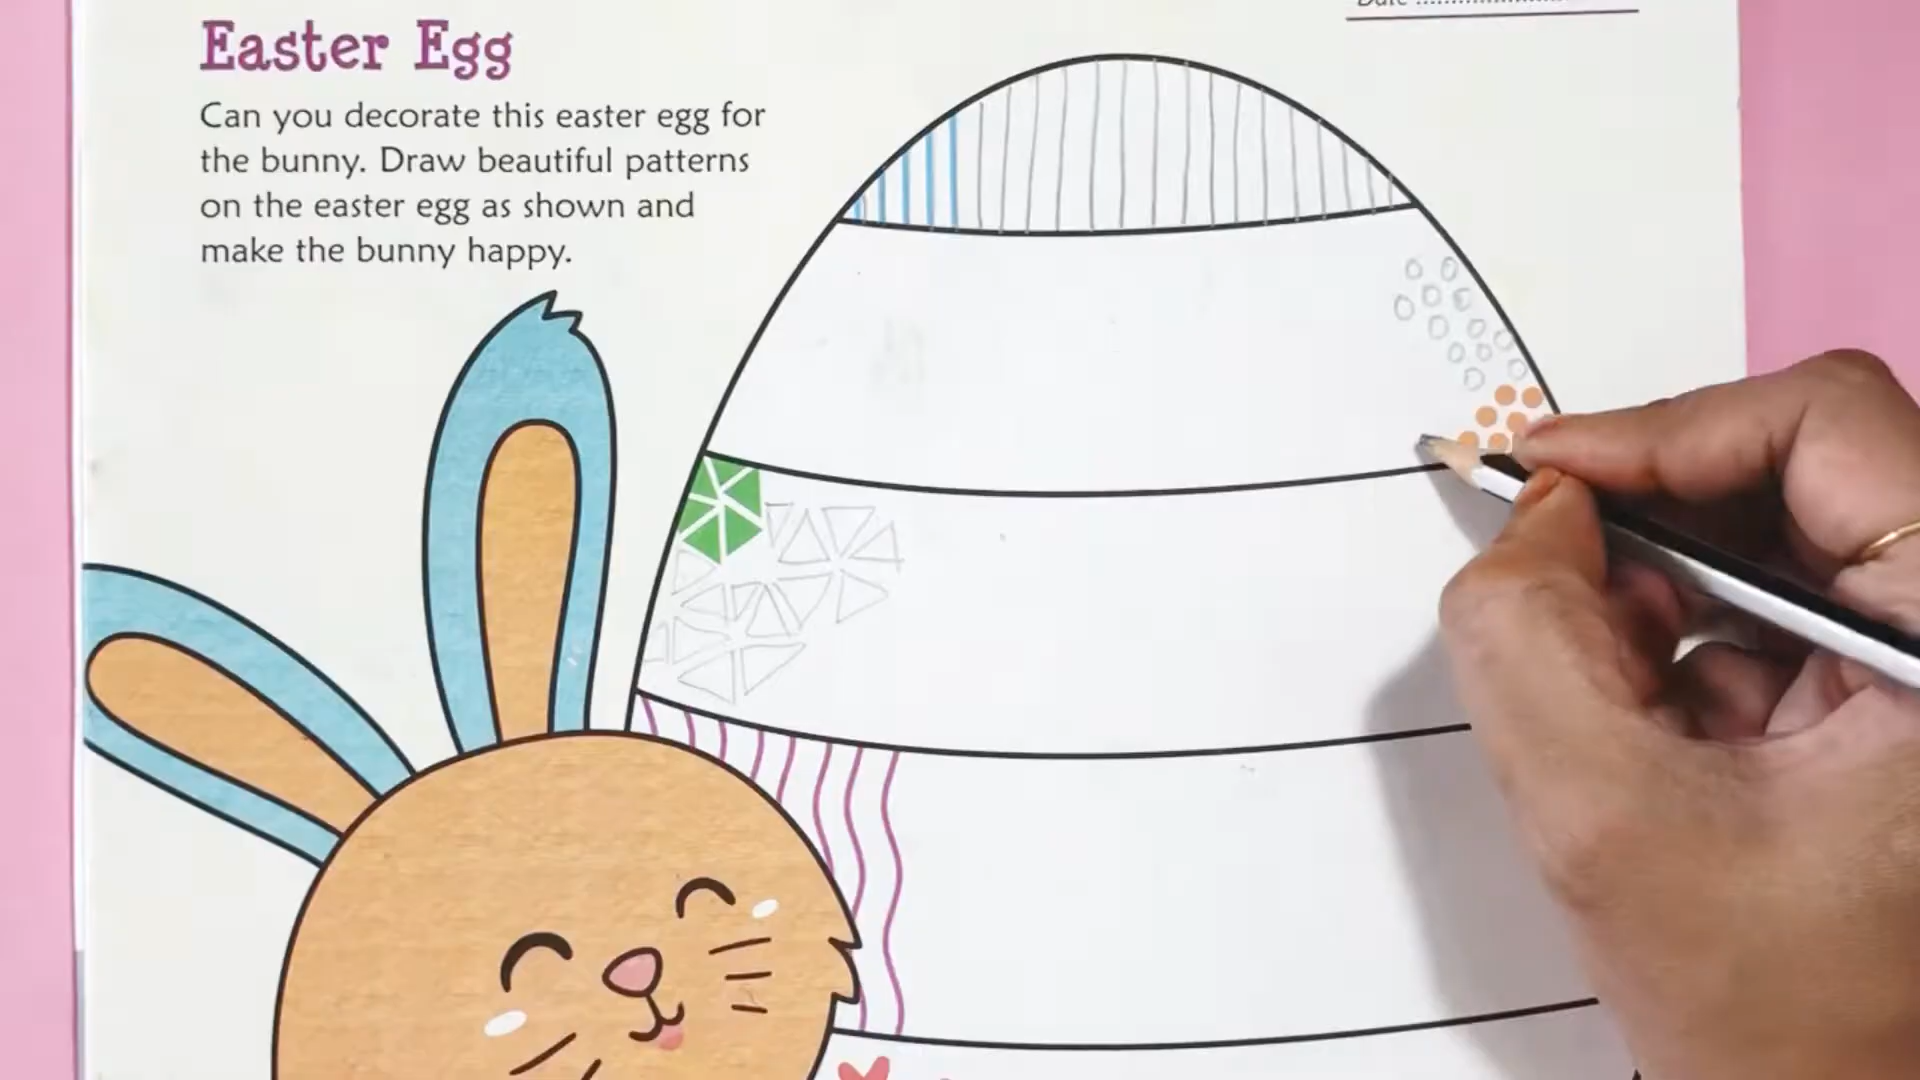 Date ........................
Easter Egg
Can you decorate this easter egg for
the bunny. Draw beautiful patterns
on the easter egg as shown and
make the bunny happy.